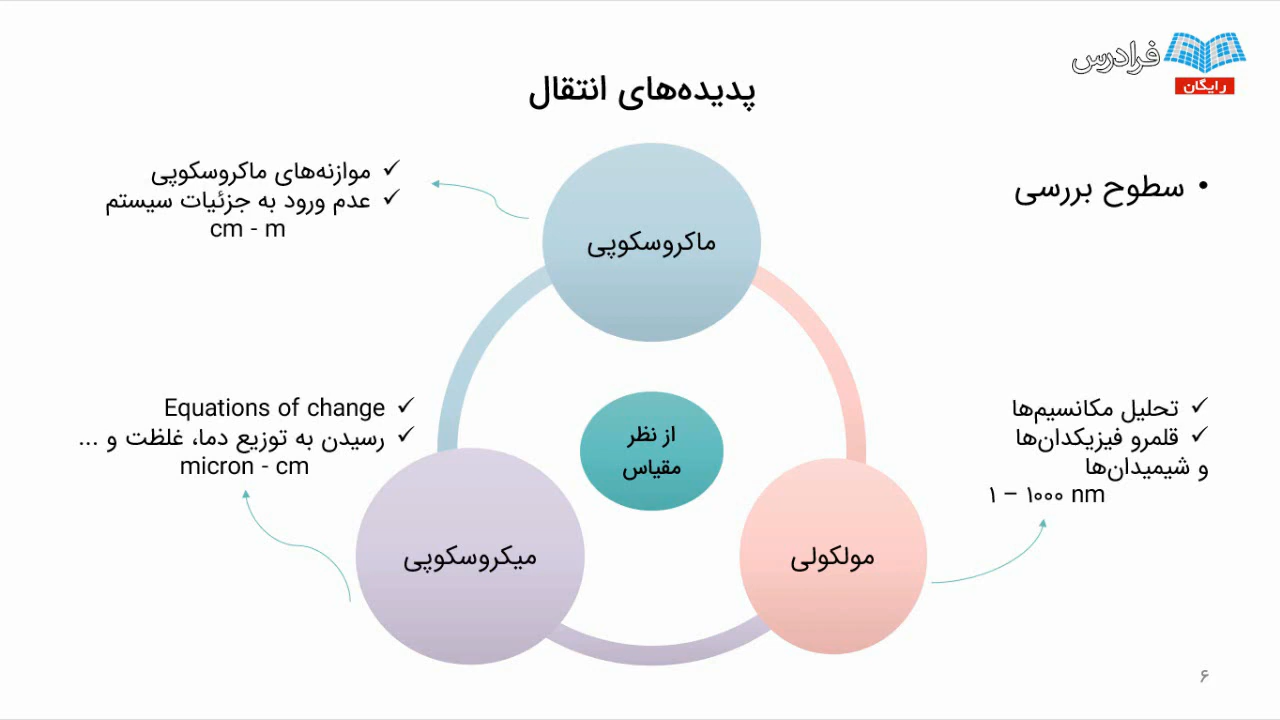 فرادرس
رایگان
پدیده‌های انتقال
• سطوح بررسی
ماکروسکوپی
✓ موازنه‌های ماکروسکوپی
✓ عدم ورود به جزئیات سیستم
cm - m
از نظر
مقیاس
مولکولی
✓ تحلیل مکانسیم‌ها
✓ قلمرو فیزیکدان‌ها
و شیمیدان‌ها
۱ – ۱۰۰۰ nm
میکروسکوپی
✓ Equations of change
✓ رسیدن به توزیع دما، غلظت و ...
micron - cm
۶